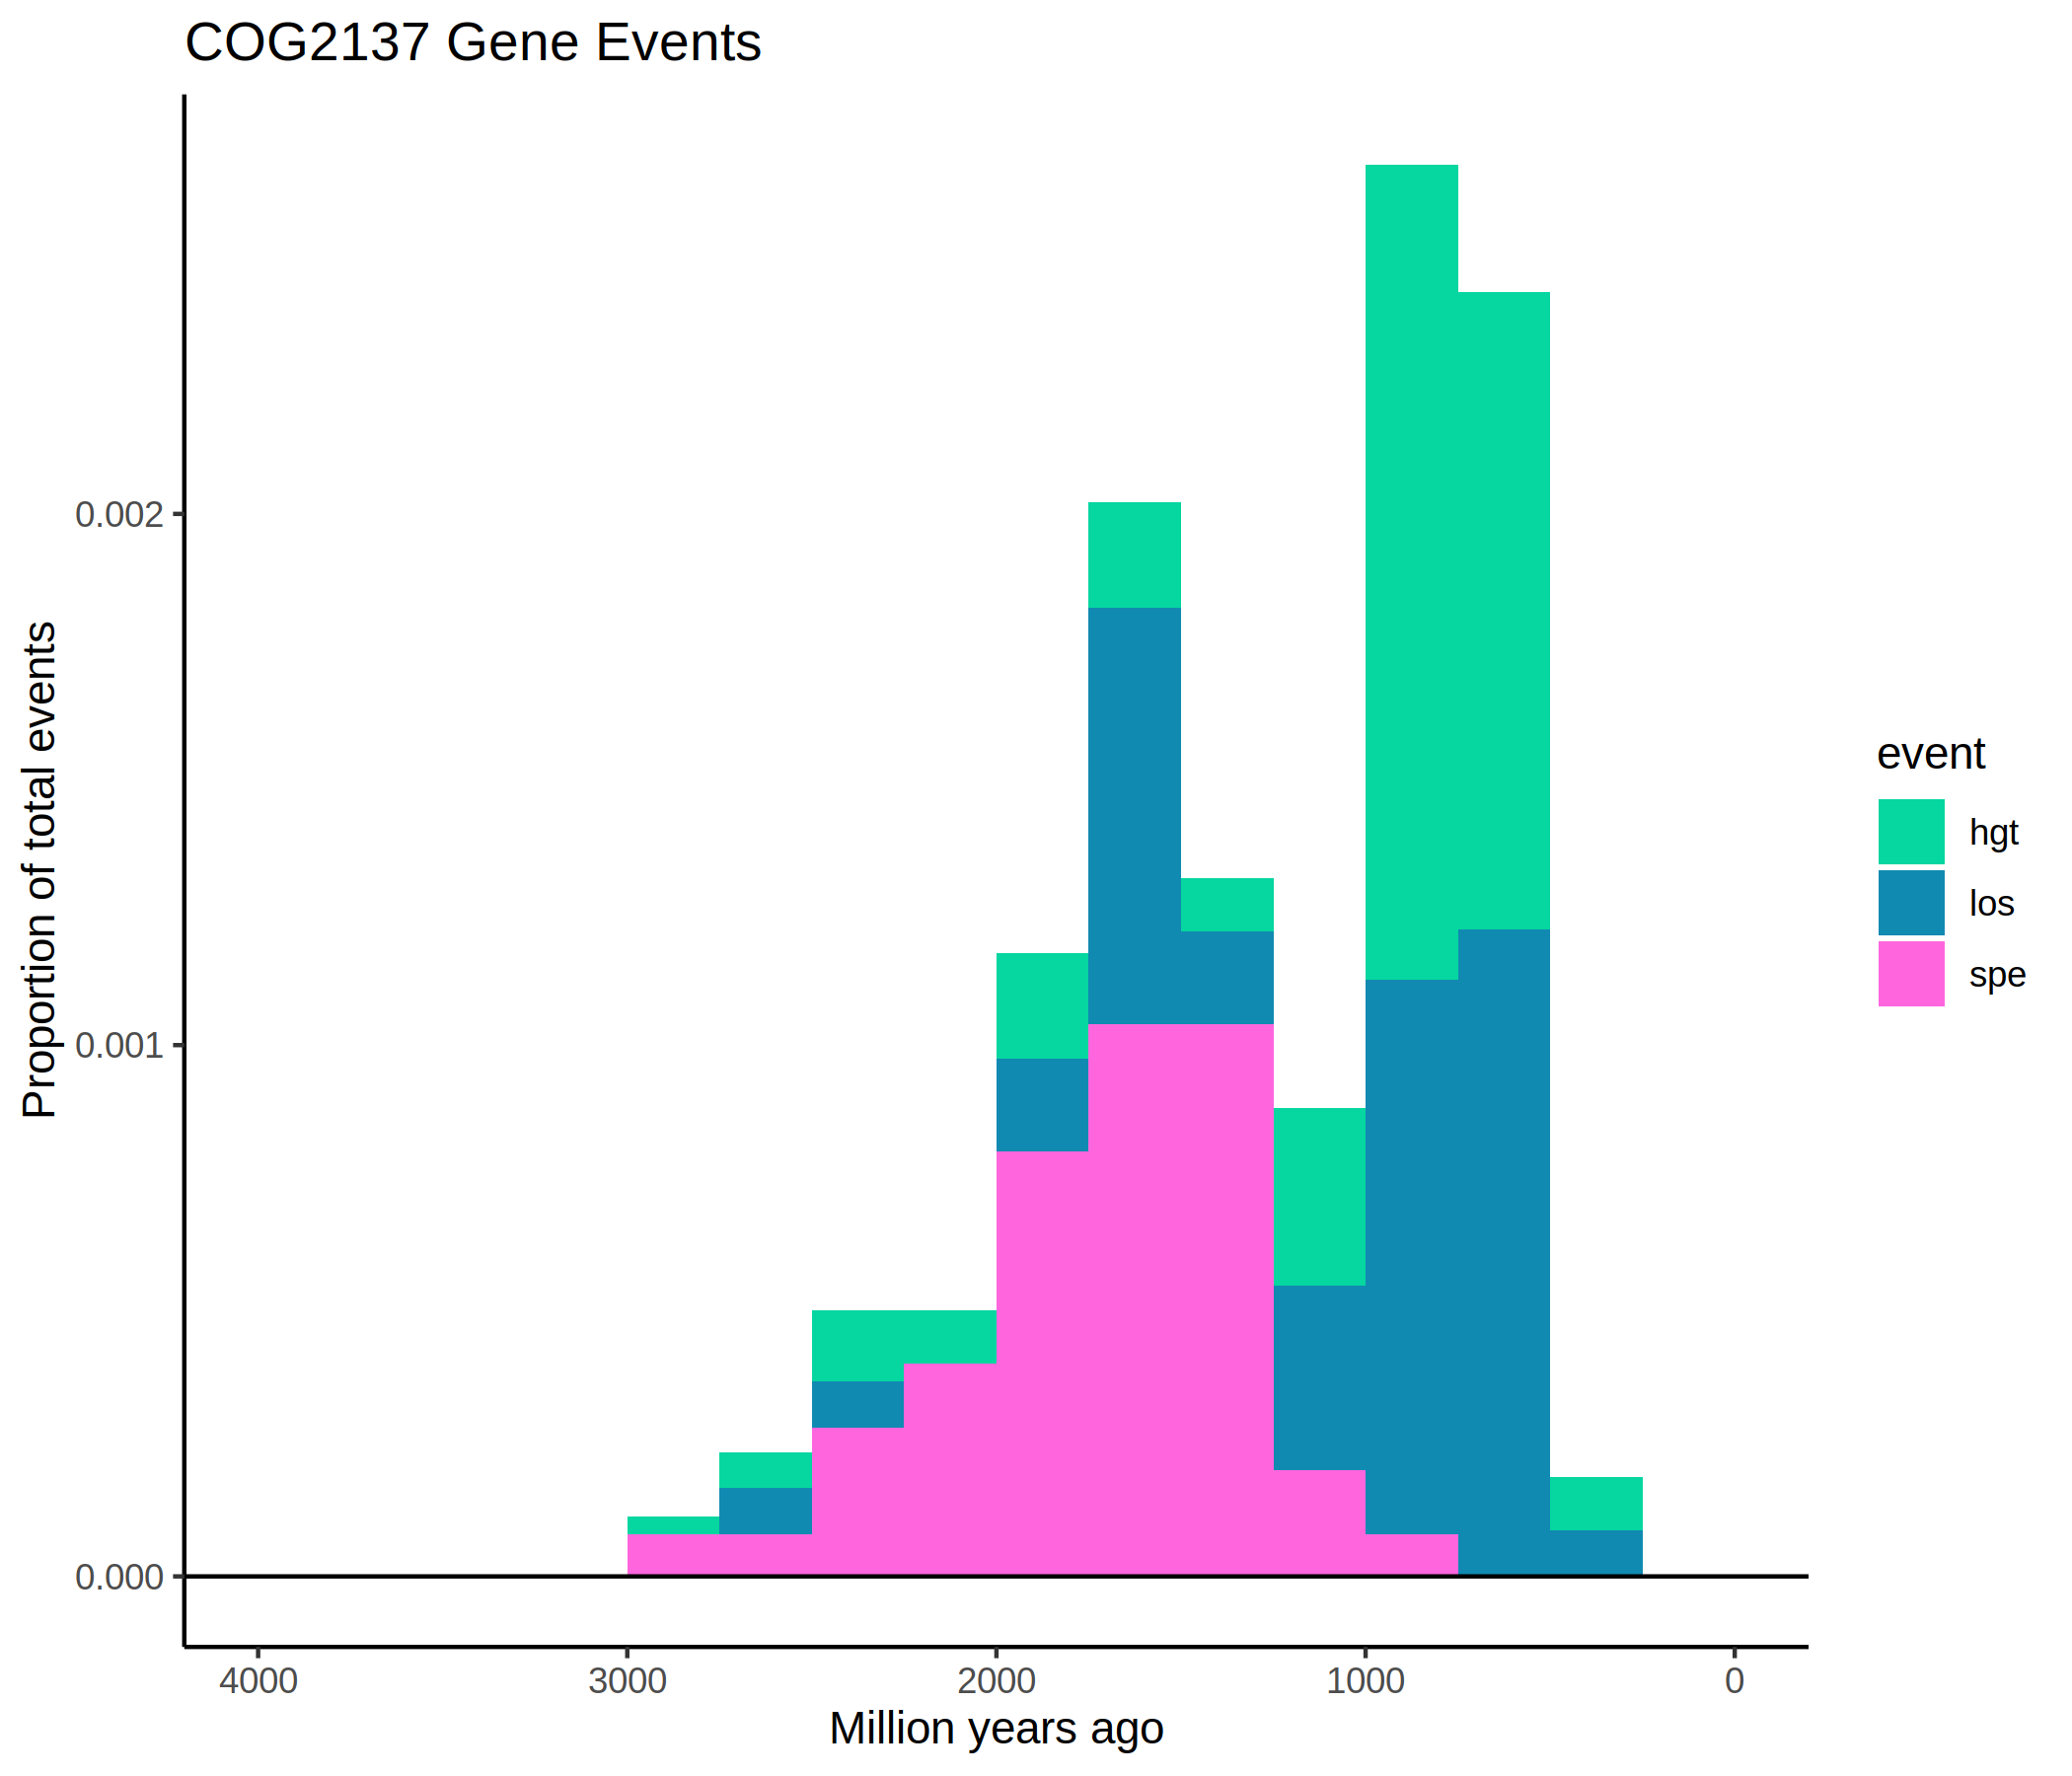 COG2137 Gene Events
Proportion of total events
0.002
0.001
0.000
4000 3000 2000 1000 0
Million years ago
event
hgt
los
spe